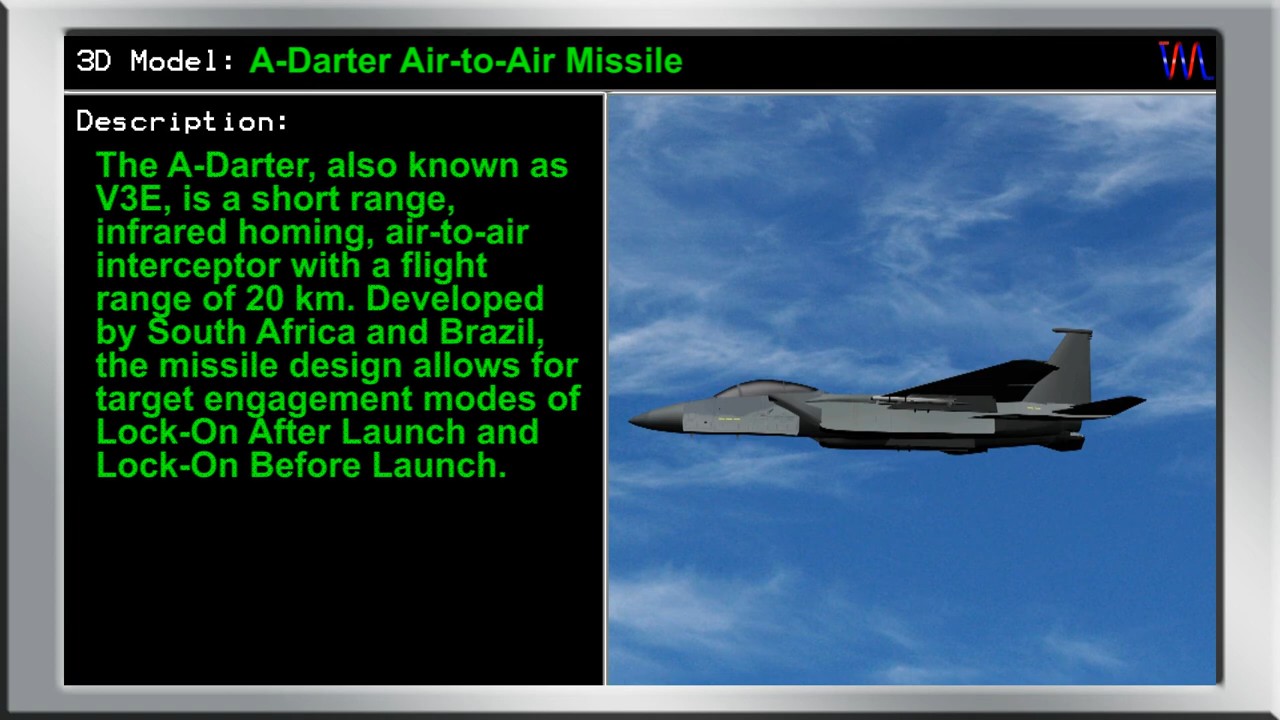 3D Model: A-Darter Air-to-Air Missile
Description:
The A-Darter, also known as
V3E, is a short range,
infrared homing, air-to-air
interceptor with a flight
range of 20 km. Developed
by South Africa and Brazil,
the missile design allows for
target engagement modes of
Lock-On After Launch and
Lock-On Before Launch.